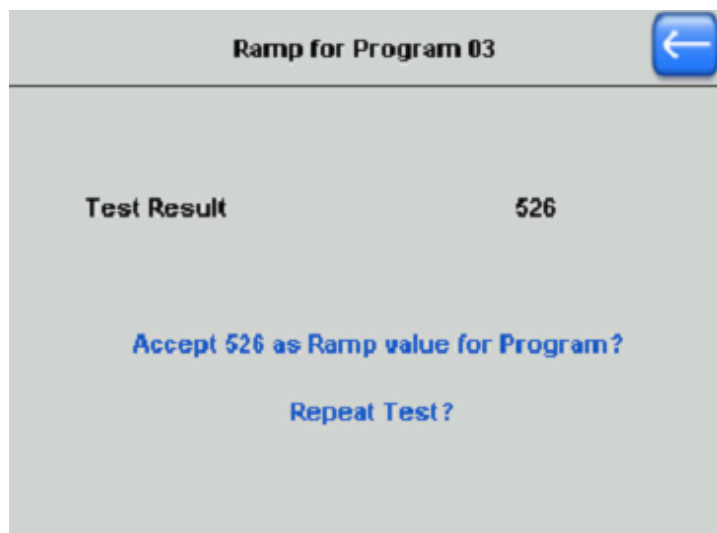 Ramp for Program 03
Test Result 526
Accept 526 as Ramp value for Program?
Repeat Test?